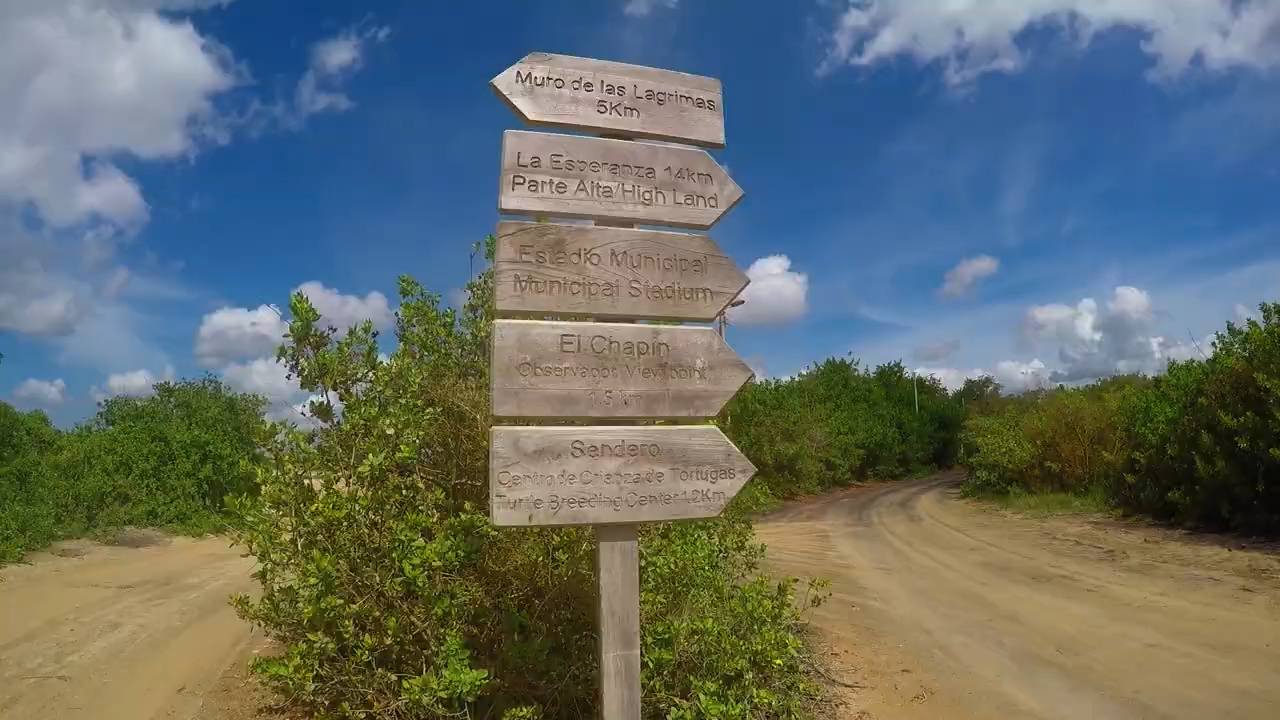 Muro de las Lagrimas
5Km
La Esperanza 14km
Parte Alta/High Land
Estadio Municipal
Municipal Stadium
El Chapin
Observador Viewpoint
1.5 km
Sendero
Centro de Crianza de Tortugas
Turtle Breeding Center 1.2Km